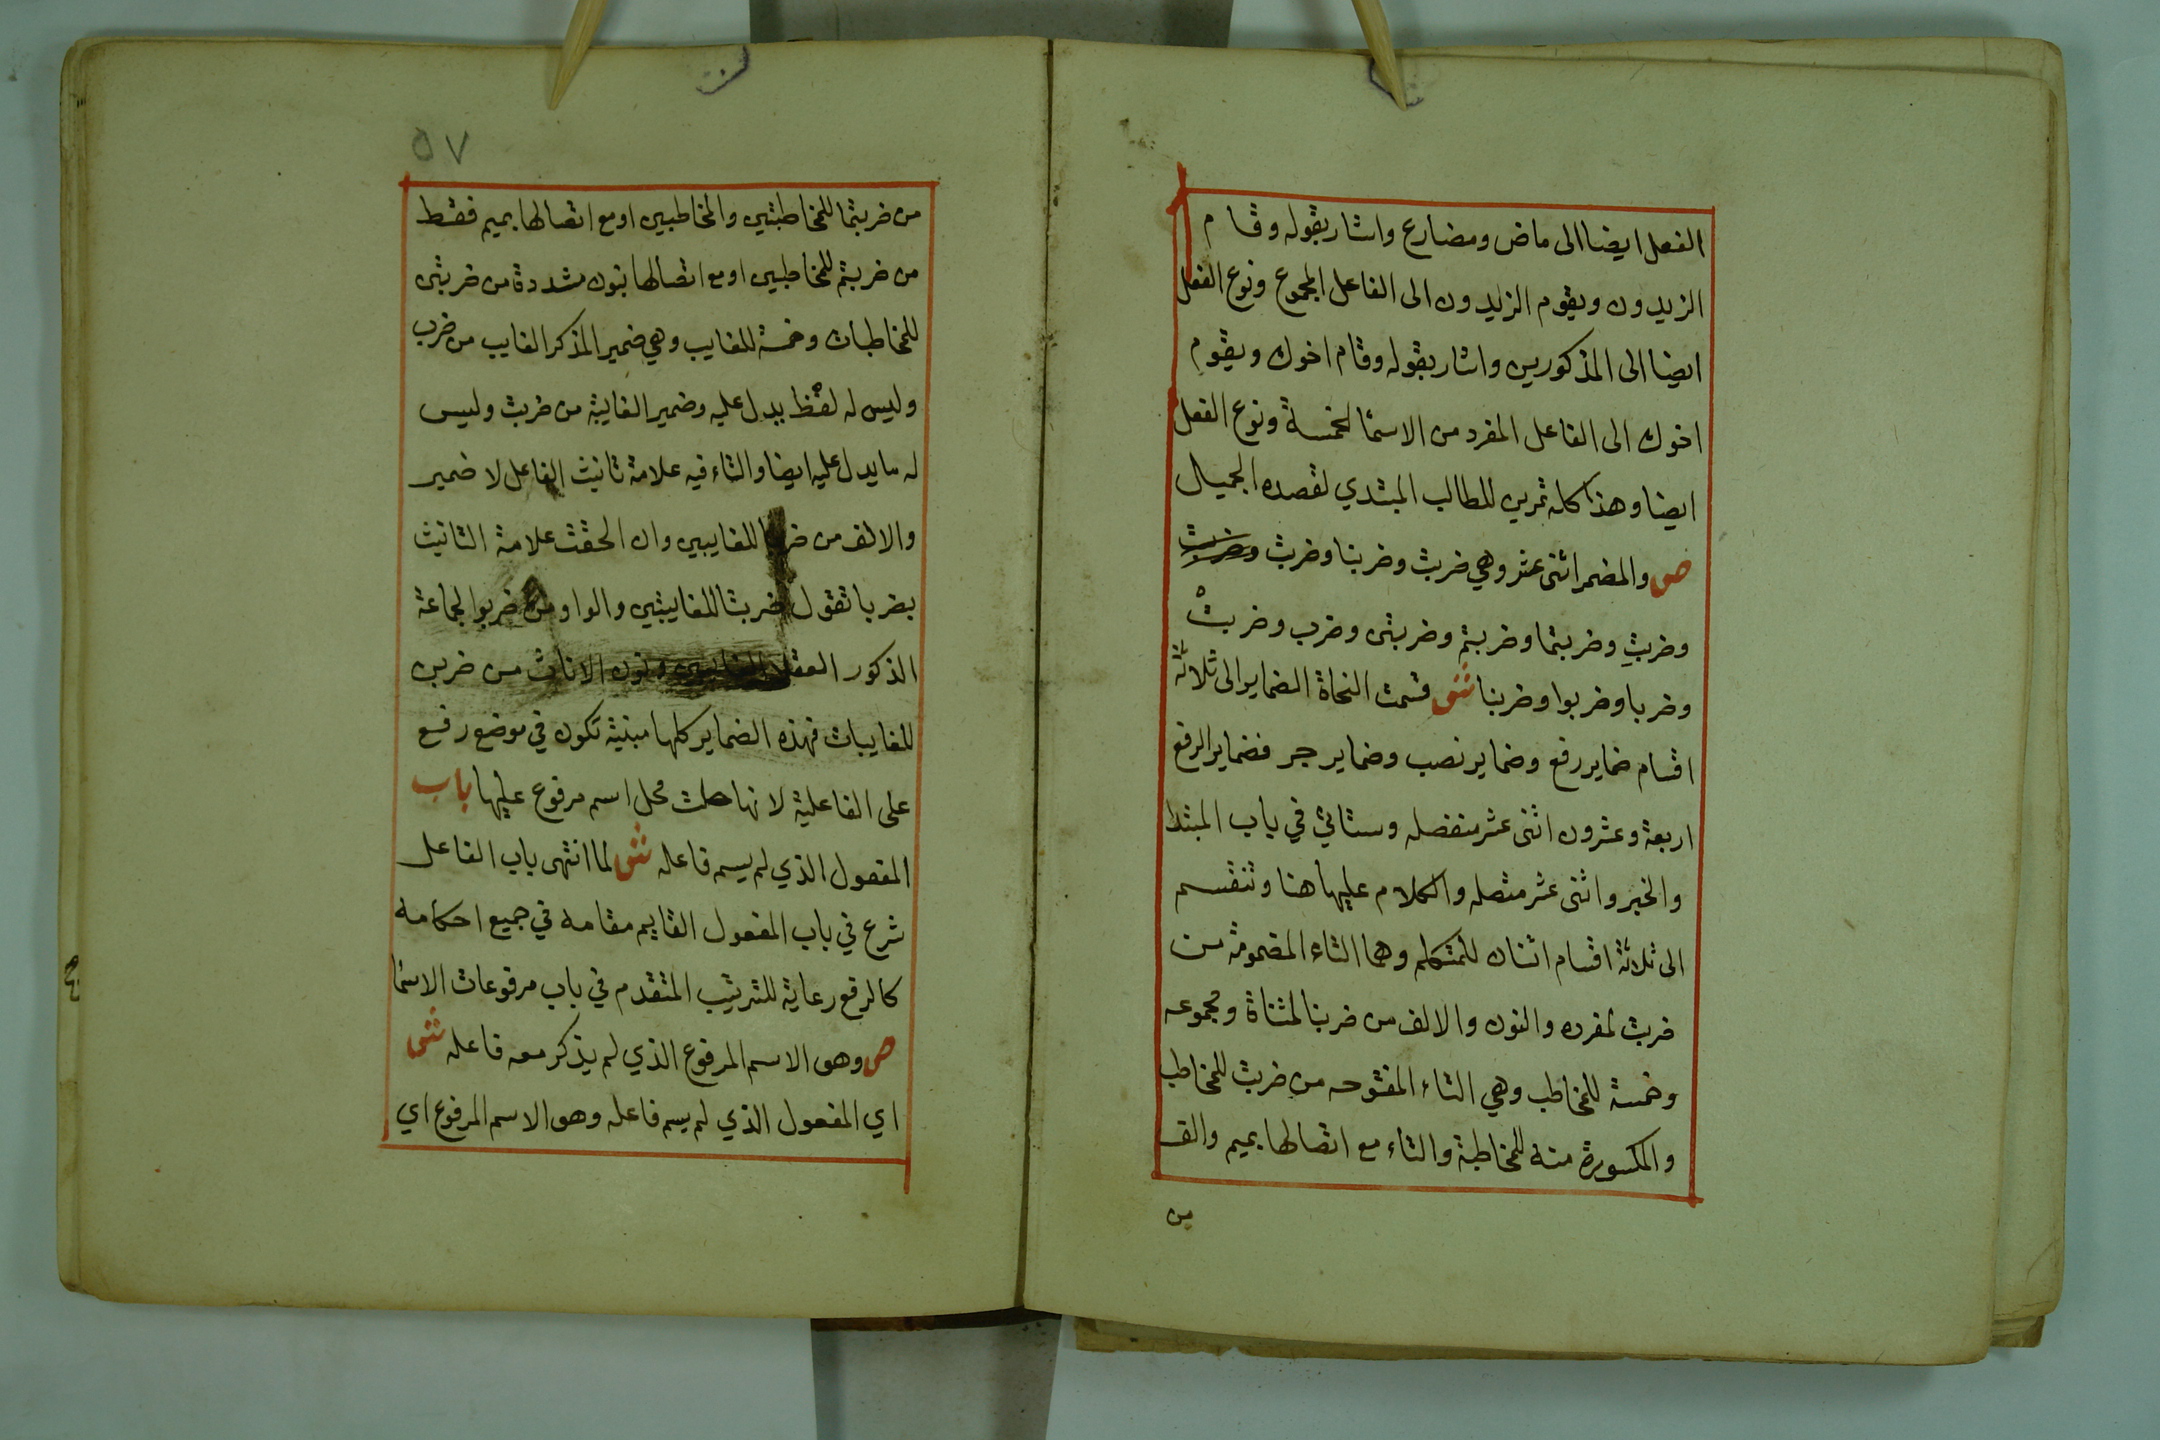 الفعل ايضا الى ماض ومضارع واشار بقوله وقام
الزيدون ويقوم الزيدون الى الفاعل المجموع ونوع الفعل
ايضا الى المذكورين واشار بقوله وقام اخوك ويقوم
اخوك الى الفاعل المفرد من الاسما الخمسة ونوع الفعل
ايضا وهذا كله تمرين للطالب المبتدي لقصده الجميل
ص والمضمر اثنى عشر وهي ضربت وضربنا وضربت وضربت
وضربتِ وضربتما وضربتم وضربتن وضرب وضربتْ
وضربا وضربوا وضربنا ش قسمت النحاة الضماير الى ثلاثة
اقسام ضماير رفع وضماير نصب وضماير جر فضماير الرفع
اربعة وعشرون اثنى عشر منفصله وستاتي في باب المبتدا
والخبر واثنى عشر متصله والكلام عليها هنا وتنقسم
الى ثلاثة اقسام اثنان للمتكلم وهما التاء المضمومة من
ضربت لمفرده والنون والالف من ضربنا لمثناة ومجموعه
وخمسة للمخاطب وهي التاء المفتوحه من ضربت للمخاطب
والمكسورة منه للمخاطبة والتاء مع اتصالها بميم والف
من
٥٧
من ضربتما للمخاطبتين والمخاطبين او مع اتصالها بميم فقط
من ضربتم للمخاطبين او مع اتصالها بنون مشددة من ضربتن
للمخاطبات وخمسة للغايب وهي ضمير المذكر الغايب من ضرب
وليس له لفظ يدل عليه وضمير الغايبة من ضربت وليس
له ما يدل عليه ايضا والتاء فيه علامة تانيث الفاعل لا ضمير
والالف من ضربا للغايبين وان الحقت علامة التانيث
بضربا تقول ضربتا للغايبتين والواو من ضربوا لجماعة
الذكور العقلا الغايبين ونون الاناث من ضربن
للغايبات فهذه الضماير كلها مبنية تكون في موضع رفع
على الفاعلية لانها حلت محل اسم مرفوع عليها باب
المفعول الذي لم يسم فاعله ش لما انتهى باب الفاعل
شرع في باب المفعول القايم مقامه في جميع احكامه
كالرفع رعاية للترتيب المتقدم في باب مرفوعات الاسما
ص وهو الاسم المرفوع الذي لم يذكر معه فاعله ش
اي المفعول الذي لم يسم فاعله وهو الاسم المرفوع اي